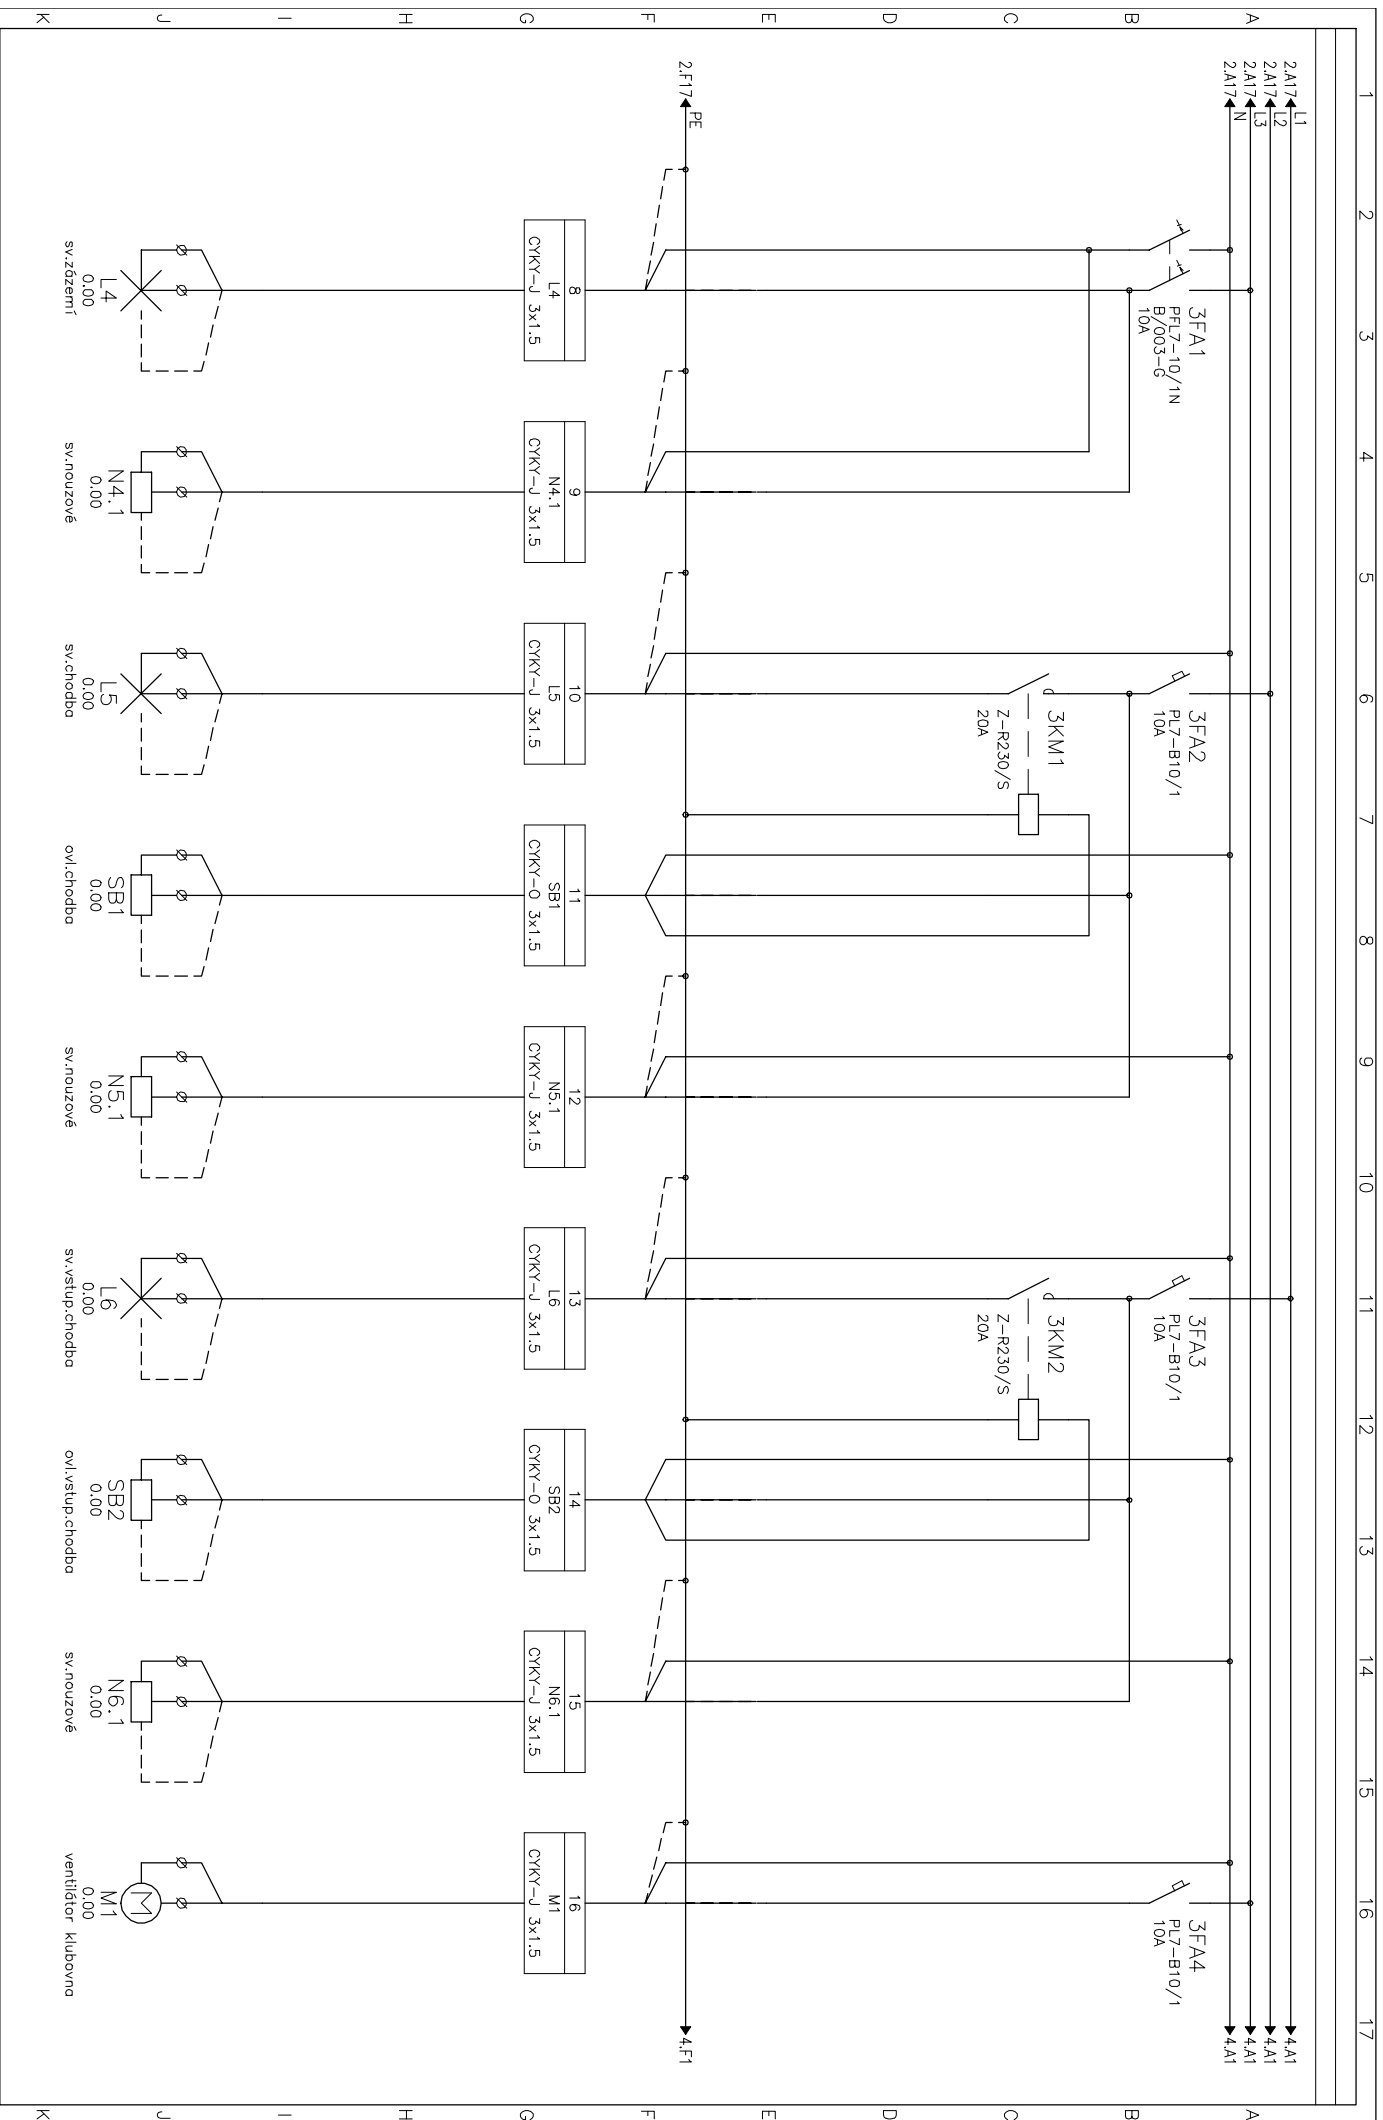 1 2 3 4 5 6 7 8 9 10 11 12 13 14 15 16 17
A
A
2.A17 L1 4.A1
2.A17 L2 4.A1
2.A17 L3 4.A1
2.A17 N 4.A1
3FA1
PFL7-10/1N
B/003-G
10A
3FA2
PL7-B10/1
10A
3FA3
PL7-B10/1
10A
3FA4
PL7-B10/1
10A
B
B
3KM1
Z-R230/S
20A
3KM2
Z-R230/S
20A
C
C
D
D
E
E
2.F17 PE 4.F1
F
F
8
L4
CYKY-J 3x1.5
9
N4.1
CYKY-J 3x1.5
10
L5
CYKY-J 3x1.5
11
SB1
CYKY-O 3x1.5
12
N5.1
CYKY-J 3x1.5
13
L6
CYKY-J 3x1.5
14
SB2
CYKY-O 3x1.5
15
N6.1
CYKY-J 3x1.5
16
M1
CYKY-J 3x1.5
G
G
H
H
I
I
J
J
L4
0.00
sv.zázemí
N4.1
0.00
sv.nouzové
L5
0.00
sv.chodba
SB1
0.00
ovl.chodba
N5.1
0.00
sv.nouzové
L6
0.00
sv.vstup.chodba
SB2
0.00
ovl.vstup.chodba
N6.1
0.00
sv.nouzové
M
M1
0.00
ventilátor klubovna
K
K